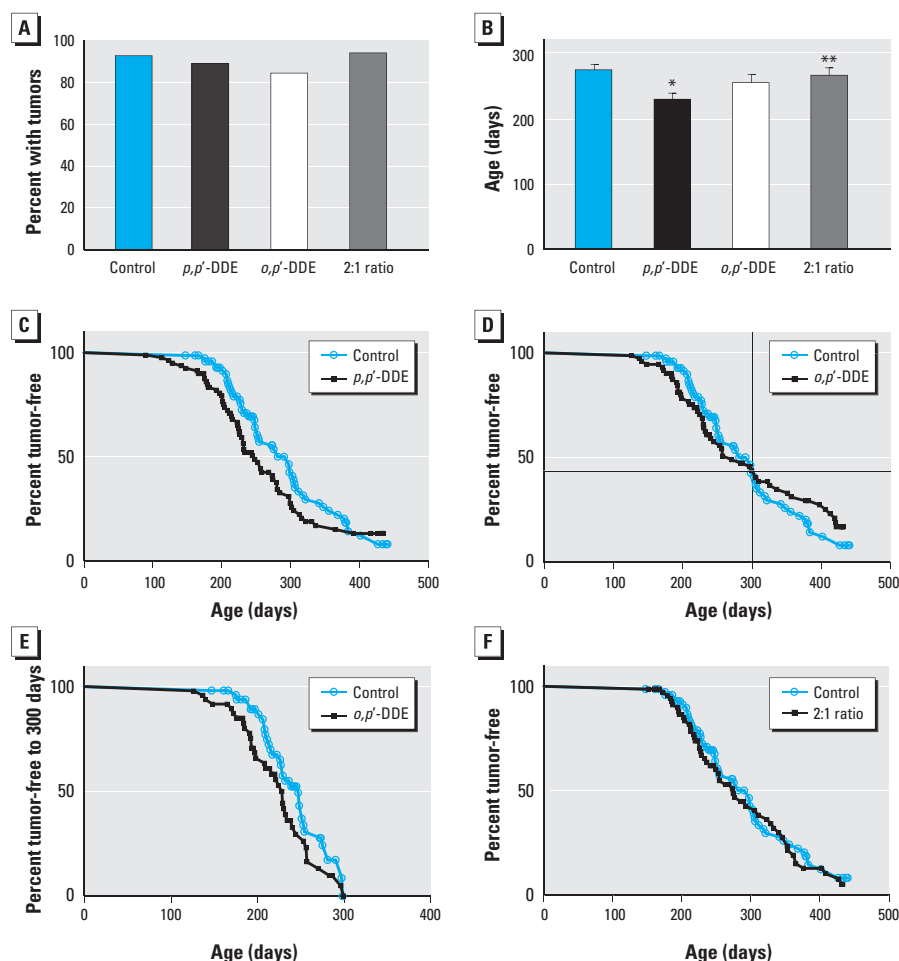 A
Percent with tumors
100
80
60
40
20
0
Control
p,p′-DDE
o,p′-DDE
2:1 ratio
B
Age (days)
300
200
100
0
*
**
Control
p,p′-DDE
o,p′-DDE
2:1 ratio
C
Percent tumor-free
100
50
0
Control
p,p′-DDE
0 100 200 300 400 500
Age (days)
D
Percent tumor-free
100
50
0
Control
o,p′-DDE
0 100 200 300 400 500
Age (days)
E
Percent tumor-free to 300 days
100
50
0
Control
o,p′-DDE
0 100 200 300 400
Age (days)
F
Percent tumor-free
100
50
0
Control
2:1 ratio
0 100 200 300 400 500
Age (days)